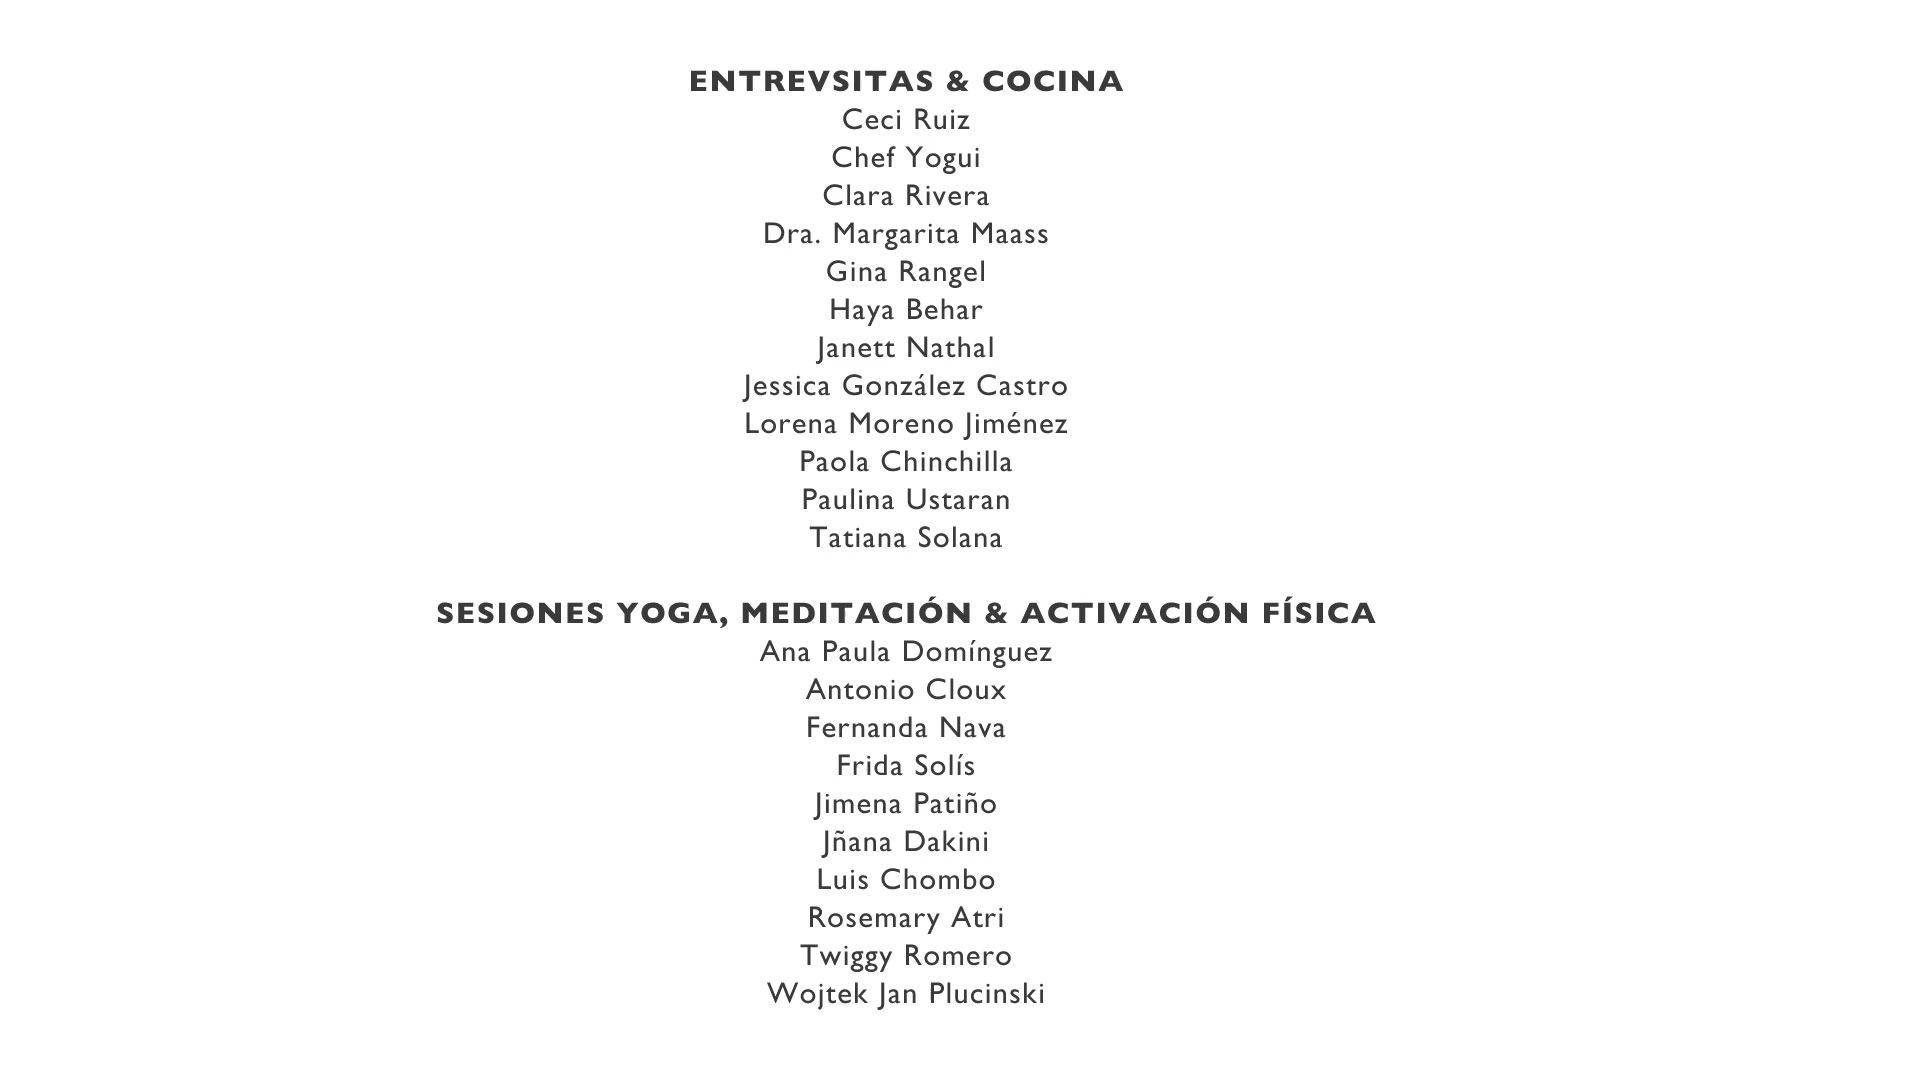 ENTREVSITAS & COCINA
Ceci Ruiz
Chef Yogui
Clara Rivera
Dra. Margarita Maass
Gina Rangel
Haya Behar
Janett Nathal
Jessica González Castro
Lorena Moreno Jiménez
Paola Chinchilla
Paulina Ustaran
Tatiana Solana
SESIONES YOGA, MEDITACIÓN & ACTIVACIÓN FÍSICA
Ana Paula Domínguez
Antonio Cloux
Fernanda Nava
Frida Solís
Jimena Patiño
Jñana Dakini
Luis Chombo
Rosemary Atri
Twiggy Romero
Wojtek Jan Plucinski